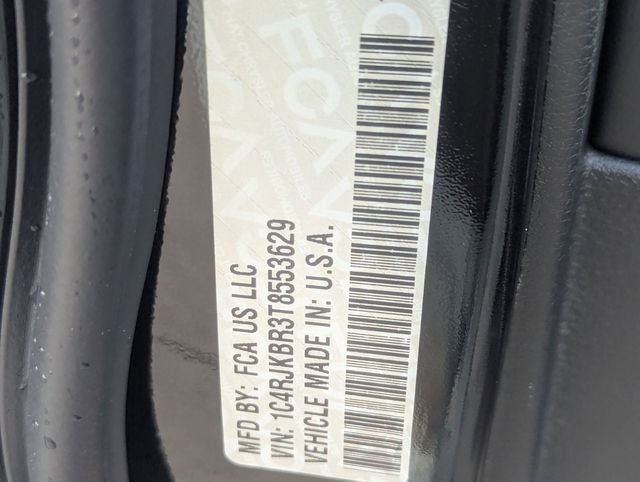 MFD BY: FCA US LLC
VIN: 1C4RJKBR3T8553629
VEHICLE MADE IN: U.S.A.